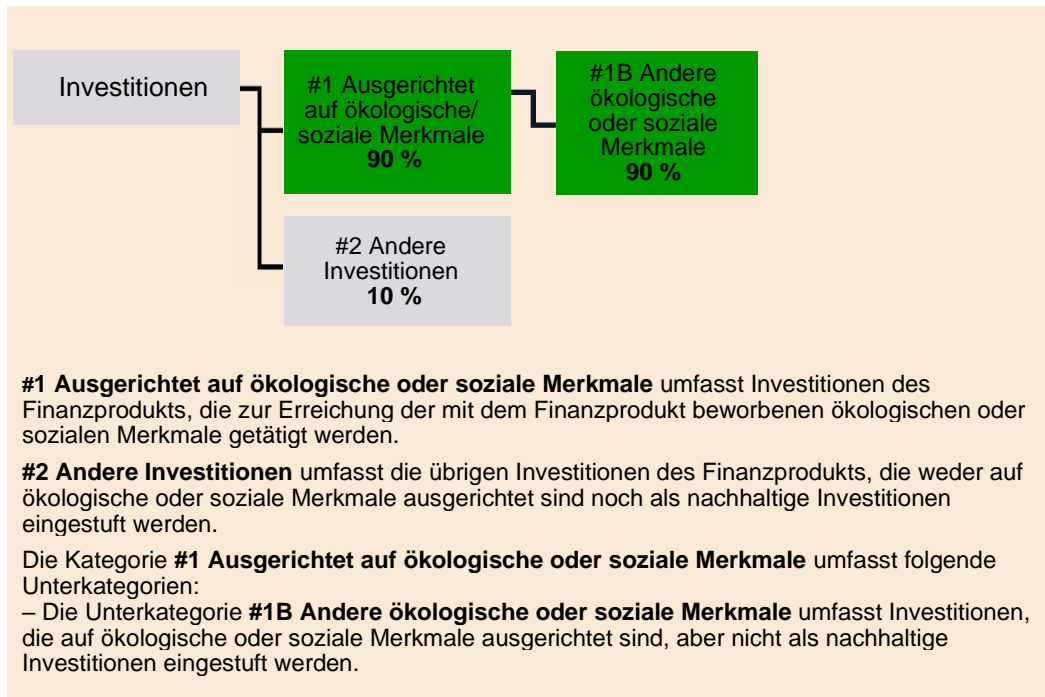 Investitionen
#1 Ausgerichtet
auf ökologische/
soziale Merkmale
90 %
#1B Andere
ökologische
oder soziale
Merkmale
90 %
#2 Andere
Investitionen
10 %
#1 Ausgerichtet auf ökologische oder soziale Merkmale umfasst Investitionen des
Finanzprodukts, die zur Erreichung der mit dem Finanzprodukt beworbenen ökologischen oder
sozialen Merkmale getätigt werden.
#2 Andere Investitionen umfasst die übrigen Investitionen des Finanzprodukts, die weder auf
ökologische oder soziale Merkmale ausgerichtet sind noch als nachhaltige Investitionen
eingestuft werden.
Die Kategorie #1 Ausgerichtet auf ökologische oder soziale Merkmale umfasst folgende
Unterkategorien:
– Die Unterkategorie #1B Andere ökologische oder soziale Merkmale umfasst Investitionen,
die auf ökologische oder soziale Merkmale ausgerichtet sind, aber nicht als nachhaltige
Investitionen eingestuft werden.